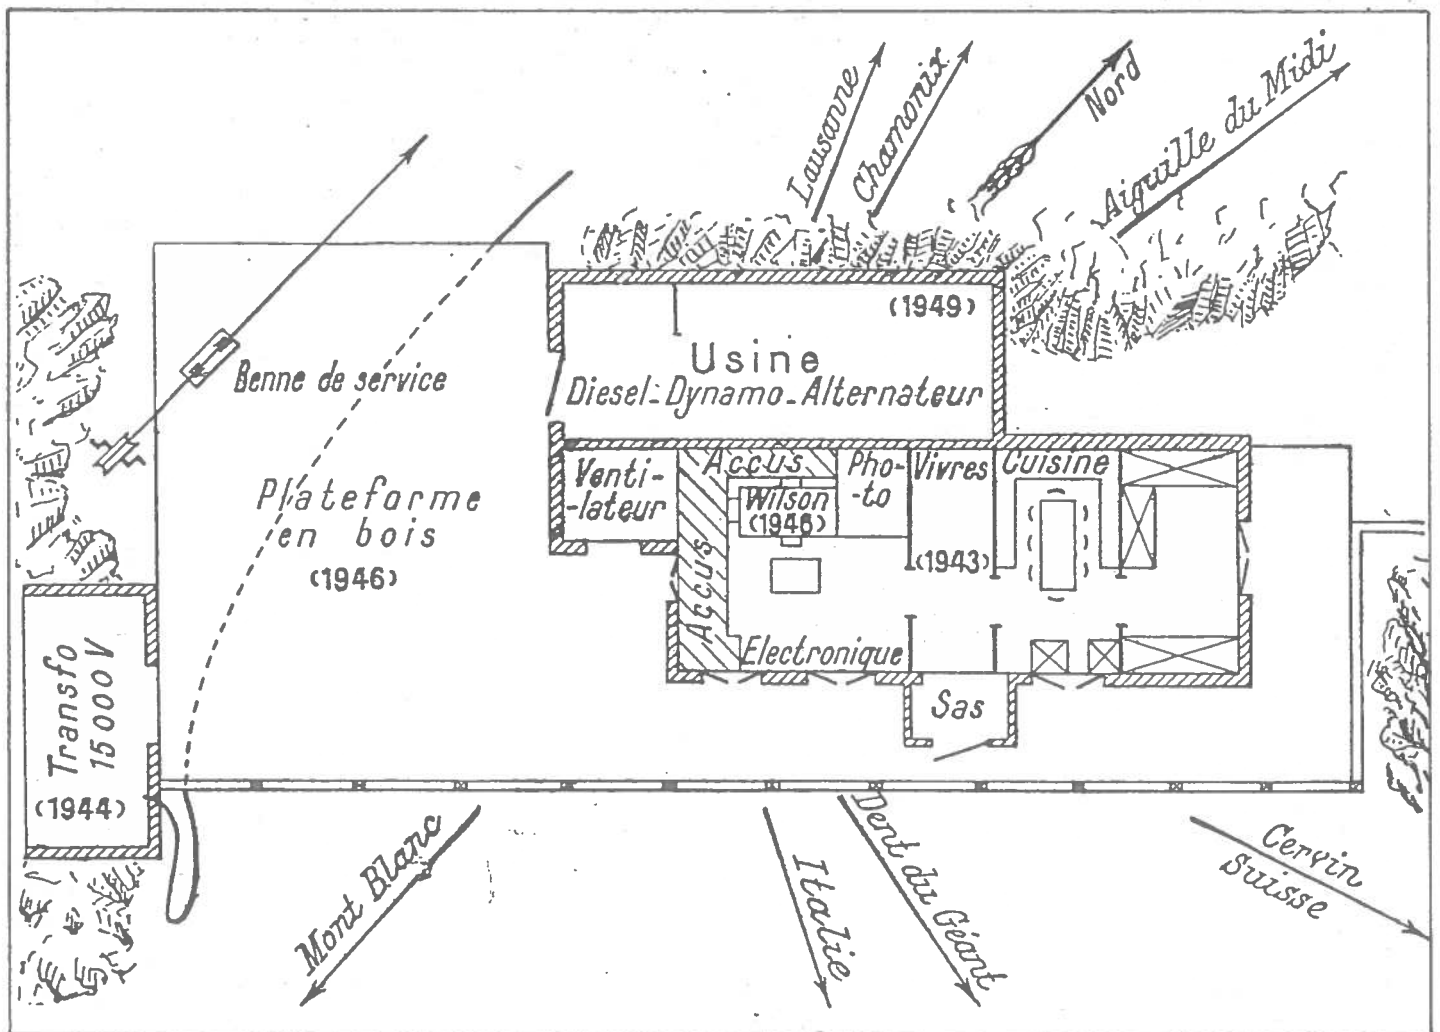 Lausanne
Chamonix
Nord
Aiguille du Midi
Benne de service
(1949)
Usine
Diesel-Dynamo-Alternateur
Plateforme
en bois
(1946)
Venti-
-lateur
Accus
Accus
Wilson
(1946)
Pho-
-to
Vivres
Cuisine
(1943)
Electronique
Sas
Transfo
15000V
(1944)
Mont Blanc
Italie
Dent du Géant
Cervin
Suisse